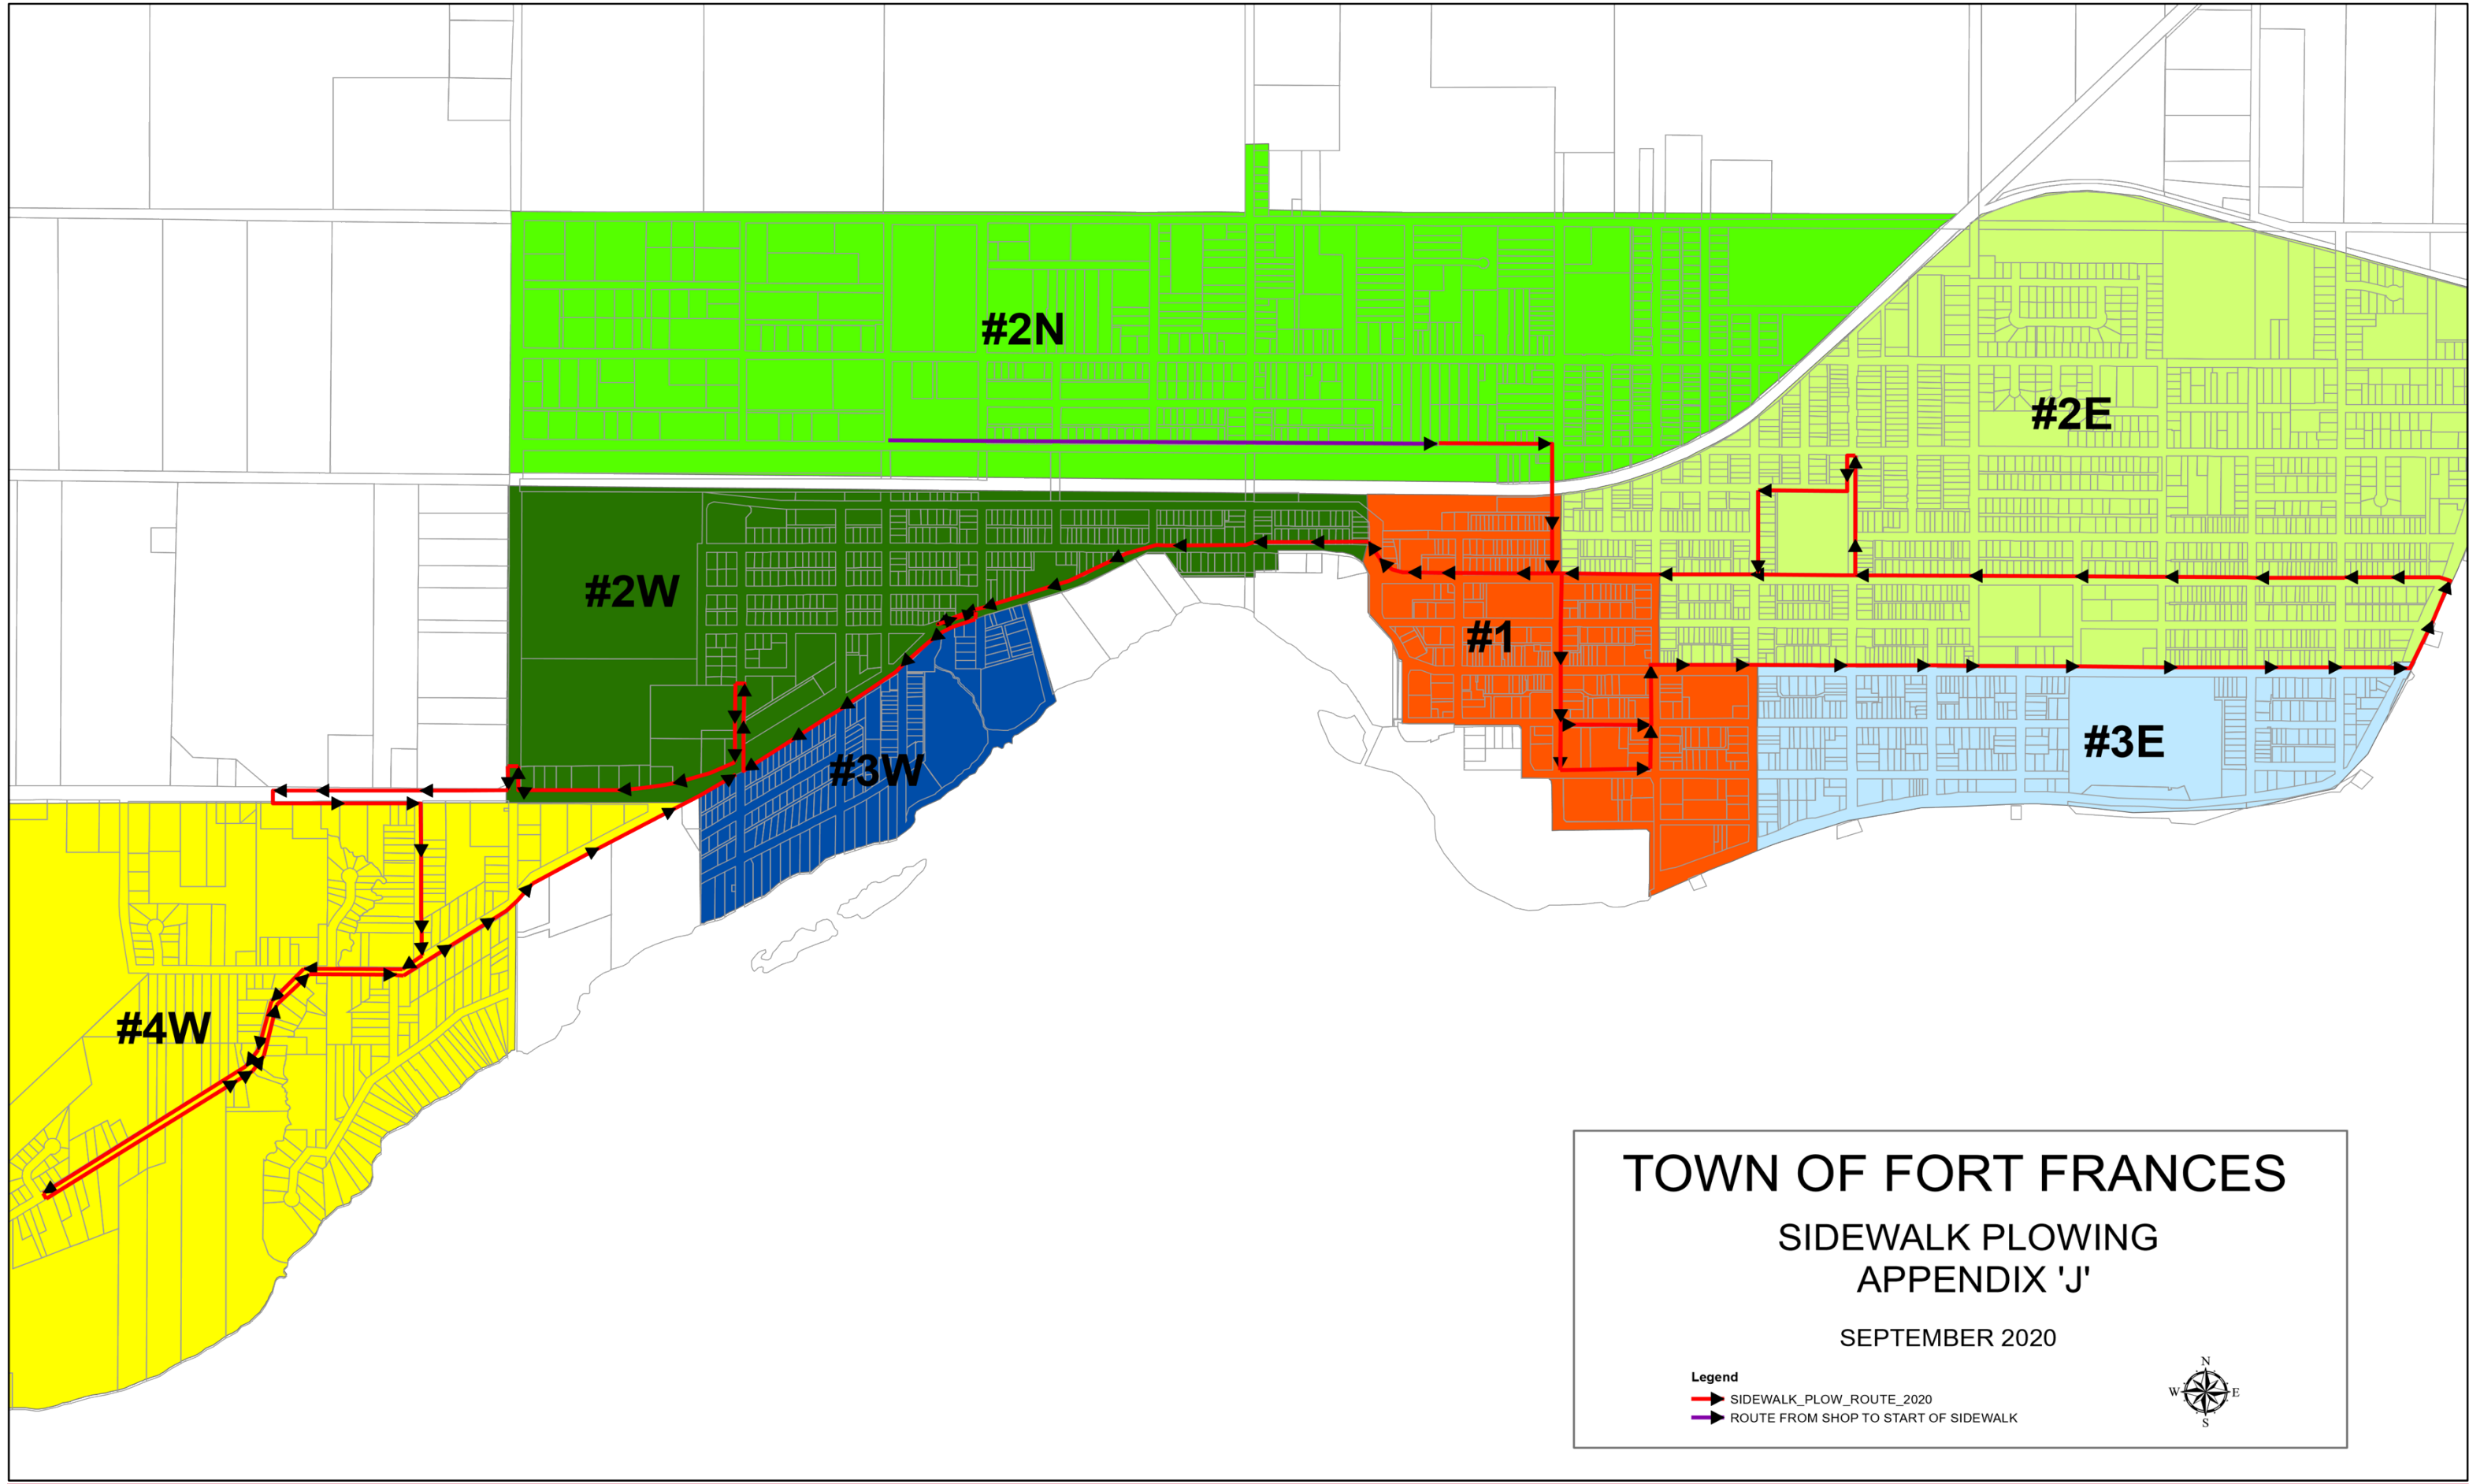 #2N
#2E
#2W
#1
#3W
#3E
#4W
TOWN OF FORT FRANCES
SIDEWALK PLOWING
APPENDIX 'J'
SEPTEMBER 2020
Legend
SIDEWALK_PLOW_ROUTE_2020
ROUTE FROM SHOP TO START OF SIDEWALK
N
W E
S